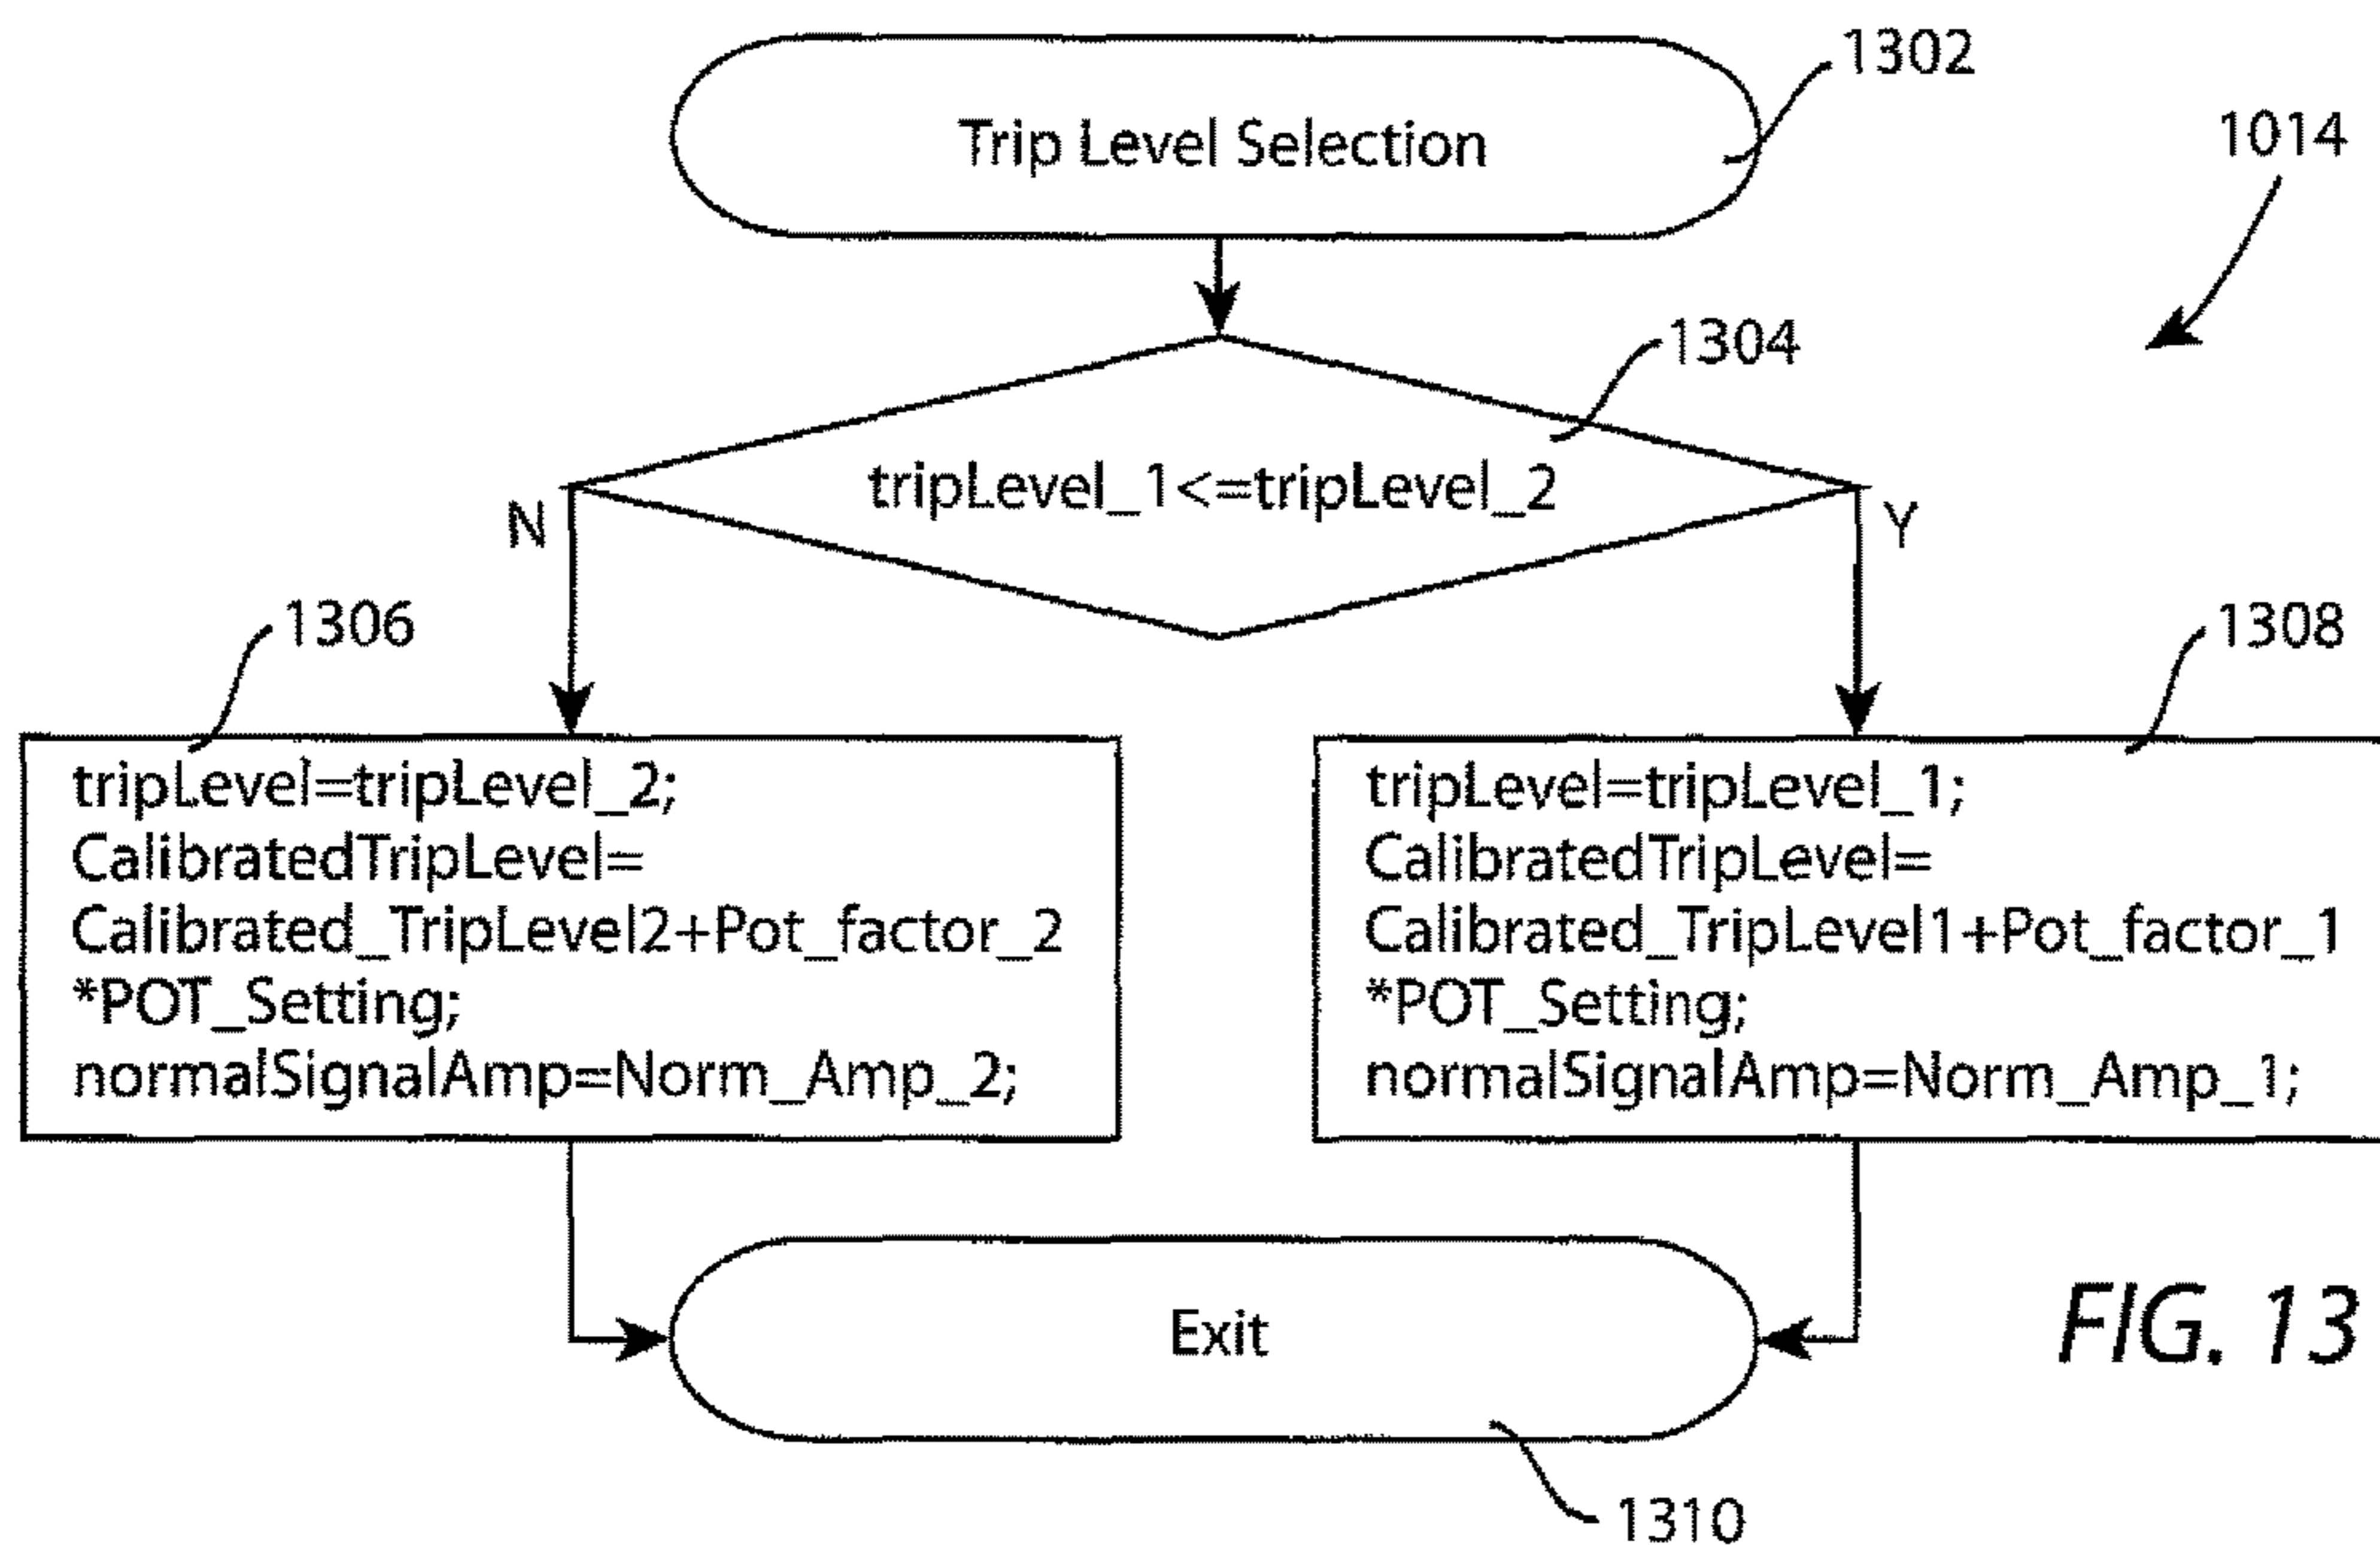 1302
Trip Level Selection
1014
1304
tripLevel_1<=tripLevel_2
N
Y
1306
tripLevel=tripLevel_2;
CalibratedTripLevel=
Calibrated_TripLevel2+Pot_factor_2
*POT_Setting;
normalSignalAmp=Norm_Amp_2;
1308
tripLevel=tripLevel_1;
CalibratedTripLevel=
Calibrated_TripLevel1+Pot_factor_1
*POT_Setting;
normalSignalAmp=Norm_Amp_1;
Exit
FIG. 13
1310